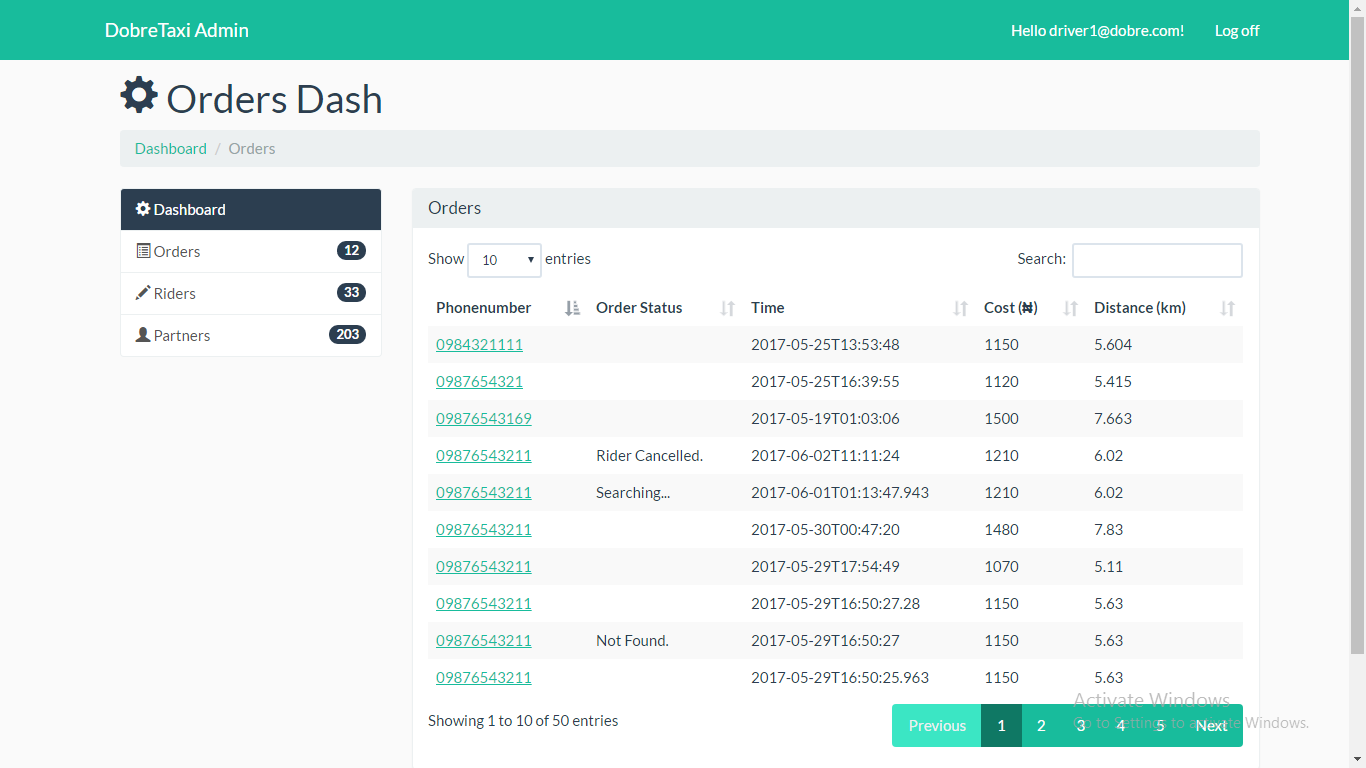 DobreTaxi Admin Hello driver1@dobre.com! Log off
Orders Dash
Dashboard / Orders
Dashboard
Orders 12
Riders 33
Partners 203
Orders
Show 10 entries Search:
Phonenumber Order Status Time Cost (₦) Distance (km)
0984321111 2017-05-25T13:53:48 1150 5.604
0987654321 2017-05-25T16:39:55 1120 5.415
09876543169 2017-05-19T01:03:06 1500 7.663
09876543211 Rider Cancelled. 2017-06-02T11:11:24 1210 6.02
09876543211 Searching... 2017-06-01T01:13:47.943 1210 6.02
09876543211 2017-05-30T00:47:20 1480 7.83
09876543211 2017-05-29T17:54:49 1070 5.11
09876543211 2017-05-29T16:50:27.28 1150 5.63
09876543211 Not Found. 2017-05-29T16:50:27 1150 5.63
09876543211 2017-05-29T16:50:25.963 1150 5.63
Showing 1 to 10 of 50 entries Previous 1 2 3 4 5 Next
Activate Windows
Go to Settings to activate Windows.